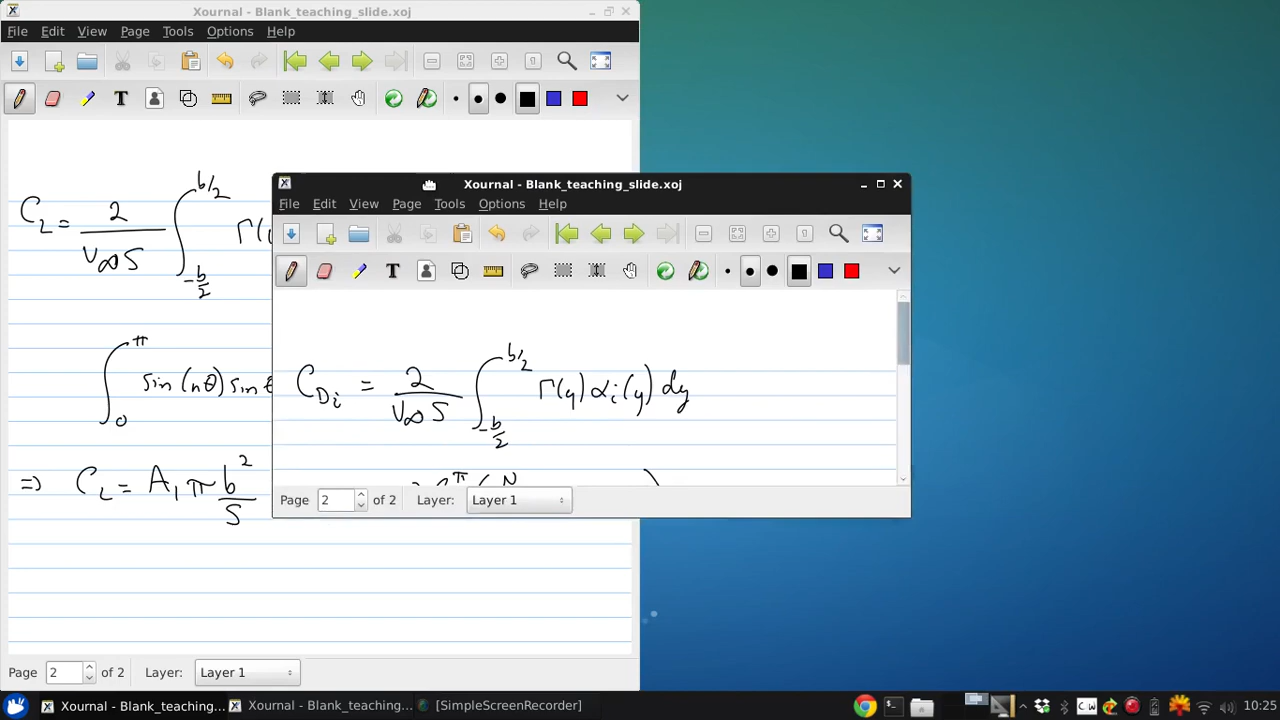 Xournal - Blank_teaching_slide.xoj
File Edit View Page Tools Options Help
C_L = 2/(V∞ S) ∫_{-b/2}^{b/2} Γ(
∫_0^π sin(nθ) sin θ
⇒ C_L = A_1 π b²/S
Page 2 of 2 Layer: Layer 1
Xournal - Blank_teaching_slide.xoj
File Edit View Page Tools Options Help
C_{D_i} = 2/(V∞ S) ∫_{-b/2}^{b/2} Γ(y) α_i(y) dy
π ( N )
Page 2 of 2 Layer: Layer 1
Xournal - Blank_teaching... Xournal - Blank_teaching... [SimpleScreenRecorder] CW 10:25